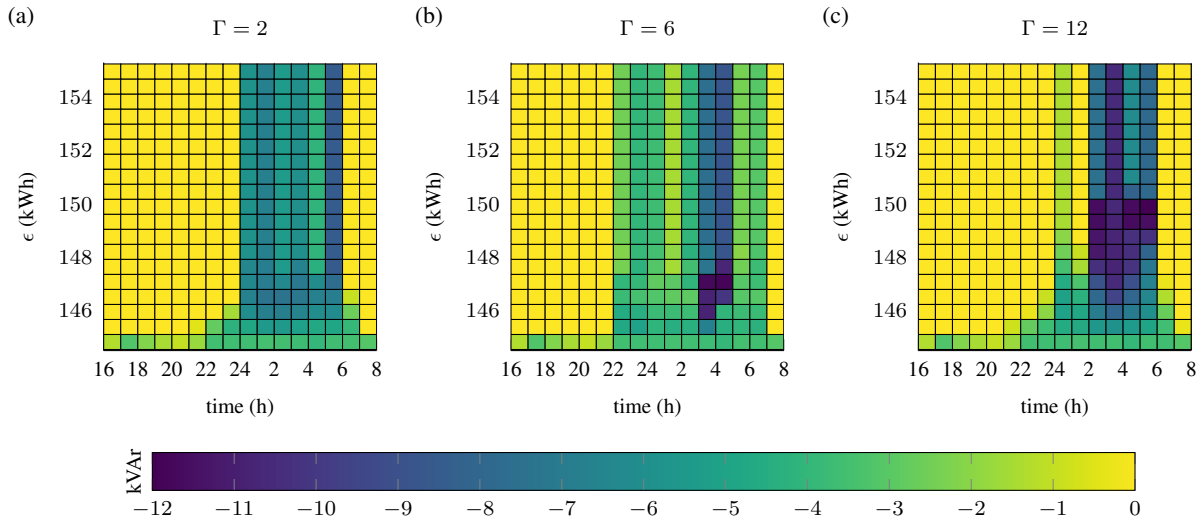 (a)
Γ = 2
ϵ (kWh)
154
152
150
148
146
16 18 20 22 24 2 4 6 8
time (h)
(b)
Γ = 6
ϵ (kWh)
154
152
150
148
146
16 18 20 22 24 2 4 6 8
time (h)
(c)
Γ = 12
ϵ (kWh)
154
152
150
148
146
16 18 20 22 24 2 4 6 8
time (h)
kVAr
−12 −11 −10 −9 −8 −7 −6 −5 −4 −3 −2 −1 0